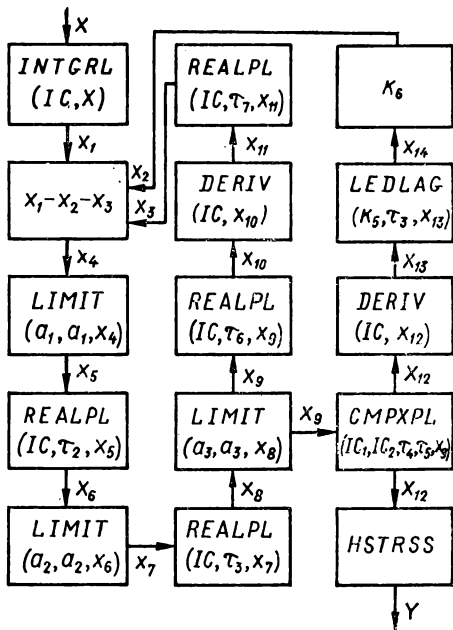 X
INTGRL
(IC,X)
X₁
X₁-X₂-X₃
X₄
LIMIT
(a₁,a₁,X₄)
X₅
REALPL
(IC,τ₂,X₅)
X₆
LIMIT
(a₂,a₂,X₆)
X₇
REALPL
(IC,τ₇,X₁₁)
X₂
X₃
X₁₁
DERIV
(IC,X₁₀)
X₁₀
REALPL
(IC,τ₆,X₉)
X₉
LIMIT
(a₃,a₃,X₈)
X₉
X₈
REALPL
(IC,τ₃,X₇)
K₆
X₁₄
LEDLAG
(K₅,τ₃,X₁₃)
X₁₃
DERIV
(IC,X₁₂)
X₁₂
CMPXPL
(IC₁,IC₂,τ₄,τ₅,X₉)
X₁₂
HSTRSS
Y